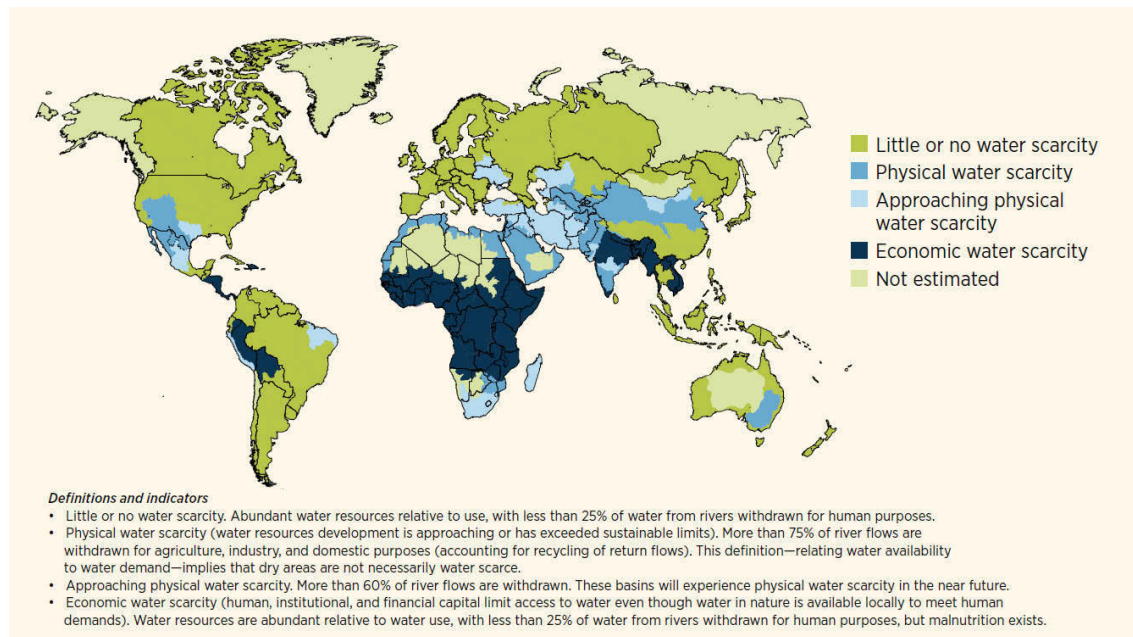 Little or no water scarcity
Physical water scarcity
Approaching physical
water scarcity
Economic water scarcity
Not estimated
Definitions and indicators
• Little or no water scarcity. Abundant water resources relative to use, with less than 25% of water from rivers withdrawn for human purposes.
• Physical water scarcity (water resources development is approaching or has exceeded sustainable limits). More than 75% of river flows are
withdrawn for agriculture, industry, and domestic purposes (accounting for recycling of return flows). This definition—relating water availability
to water demand—implies that dry areas are not necessarily water scarce.
• Approaching physical water scarcity. More than 60% of river flows are withdrawn. These basins will experience physical water scarcity in the near future.
• Economic water scarcity (human, institutional, and financial capital limit access to water even though water in nature is available locally to meet human
demands). Water resources are abundant relative to water use, with less than 25% of water from rivers withdrawn for human purposes, but malnutrition exists.